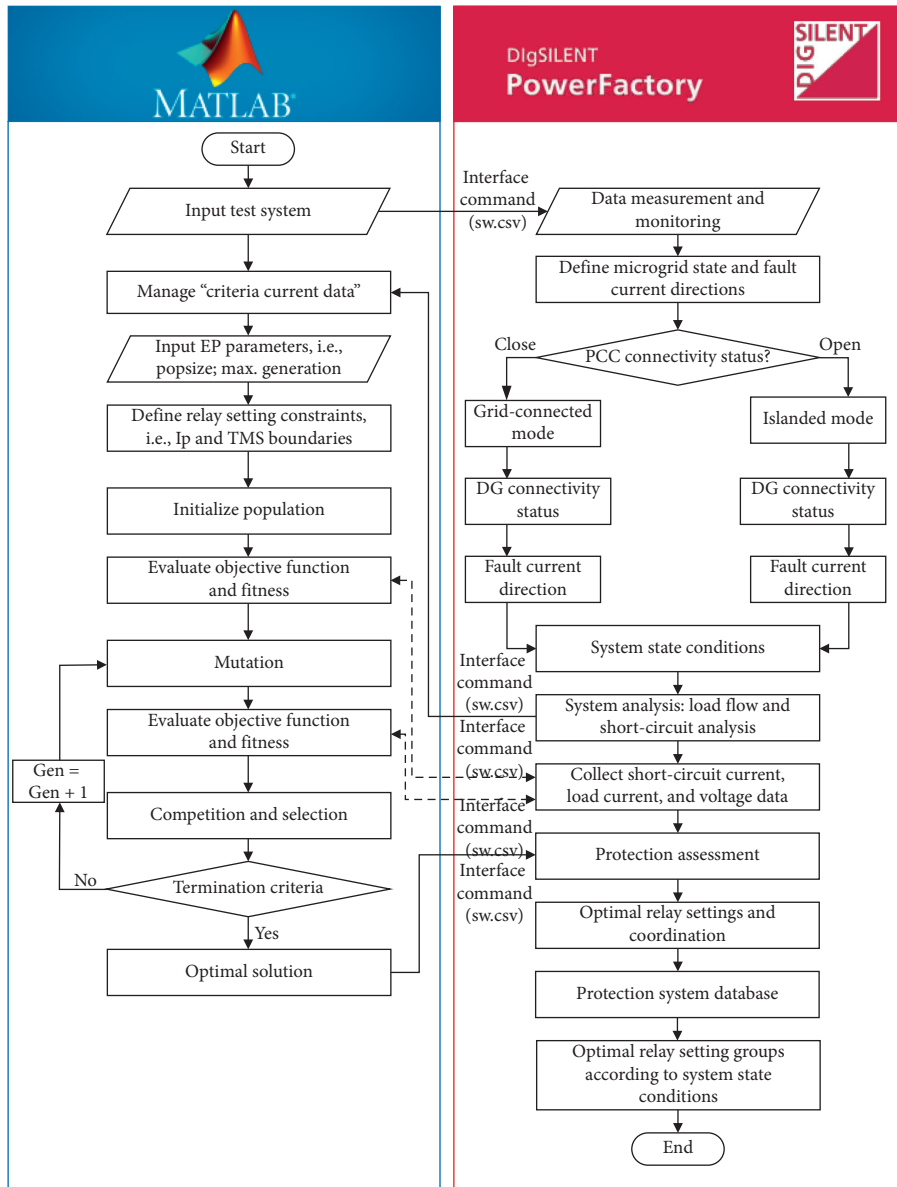 MATLAB®
Start
Input test system
Manage “criteria current data”
Input EP parameters, i.e.,
popsize; max. generation
Define relay setting constraints,
i.e., Ip and TMS boundaries
Initialize population
Evaluate objective function
and fitness
Mutation
Evaluate objective function
and fitness
Gen =
Gen + 1
Competition and selection
No
Termination criteria
Yes
Optimal solution
DIgSILENT
PowerFactory
DIG
SILENT
Interface
command
(sw.csv)
Data measurement and
monitoring
Define microgrid state and fault
current directions
Close
PCC connectivity status?
Open
Grid-connected
mode
Islanded mode
DG connectivity
status
DG connectivity
status
Fault current
direction
Fault current
direction
System state conditions
Interface
command
(sw.csv)
System analysis: load flow and
short-circuit analysis
Interface
command
(sw.csv)
Collect short-circuit current,
load current, and voltage data
Interface
command
(sw.csv)
Protection assessment
Interface
command
(sw.csv)
Optimal relay settings and
coordination
Protection system database
Optimal relay setting groups
according to system state
conditions
End